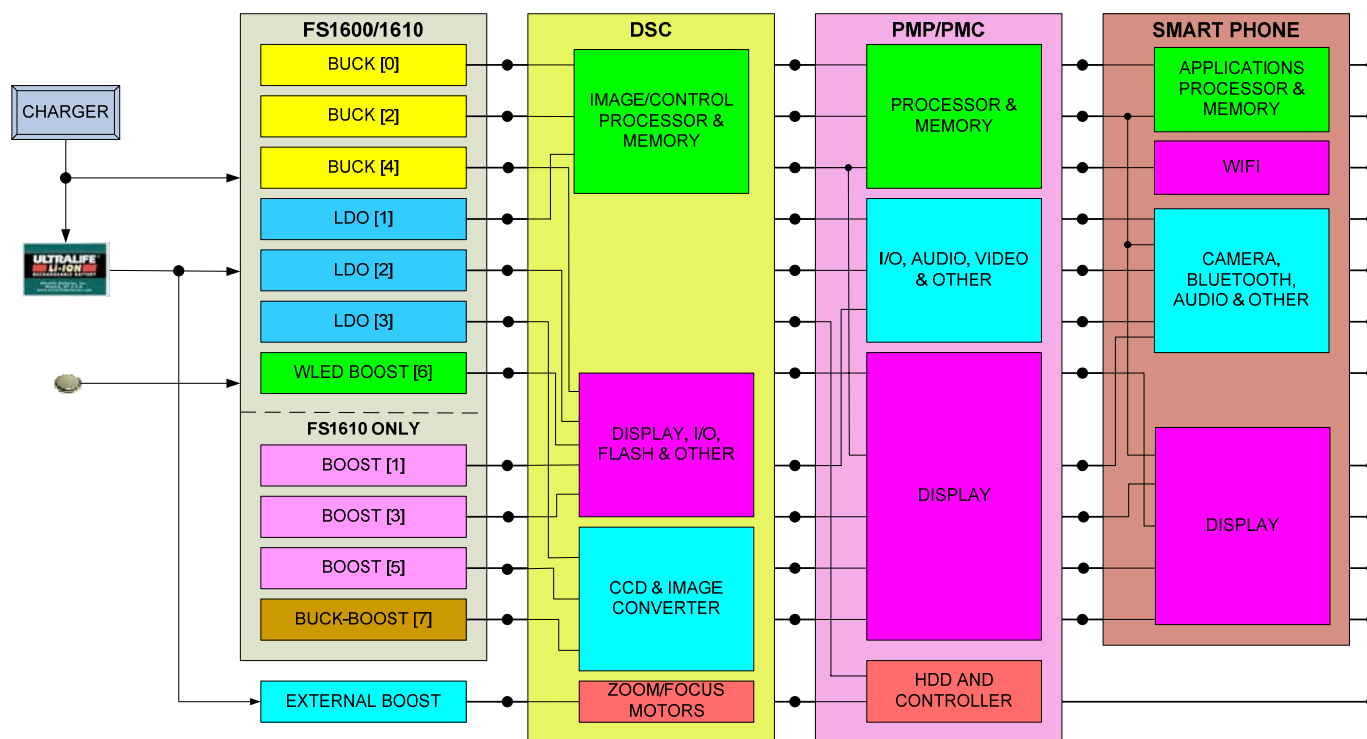 FS1600/1610
DSC
PMP/PMC
SMART PHONE
CHARGER
ULTRALIFE
LI-ION
RECHARGEABLE BATTERY
BUCK [0]
BUCK [2]
BUCK [4]
LDO [1]
LDO [2]
LDO [3]
WLED BOOST [6]
FS1610 ONLY
BOOST [1]
BOOST [3]
BOOST [5]
BUCK-BOOST [7]
EXTERNAL BOOST
IMAGE/CONTROL
PROCESSOR &
MEMORY
DISPLAY, I/O,
FLASH & OTHER
CCD & IMAGE
CONVERTER
ZOOM/FOCUS
MOTORS
PROCESSOR &
MEMORY
I/O, AUDIO, VIDEO
& OTHER
DISPLAY
HDD AND
CONTROLLER
APPLICATIONS
PROCESSOR &
MEMORY
WIFI
CAMERA,
BLUETOOTH,
AUDIO & OTHER
DISPLAY